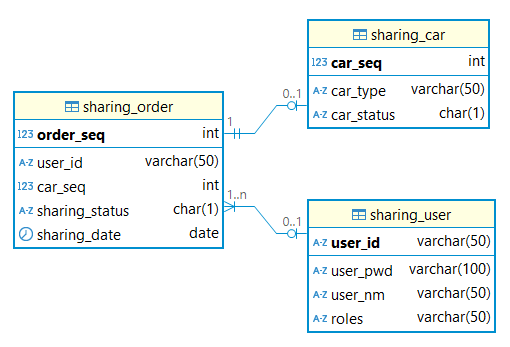 sharing_car
123 car_seq int
A-Z car_type varchar(50)
A-Z car_status char(1)
0..1
sharing_order
123 order_seq int
A-Z user_id varchar(50)
123 car_seq int
A-Z sharing_status char(1)
sharing_date date
1
1..n
0..1
sharing_user
A-Z user_id varchar(50)
A-Z user_pwd varchar(100)
A-Z user_nm varchar(50)
A-Z roles varchar(50)